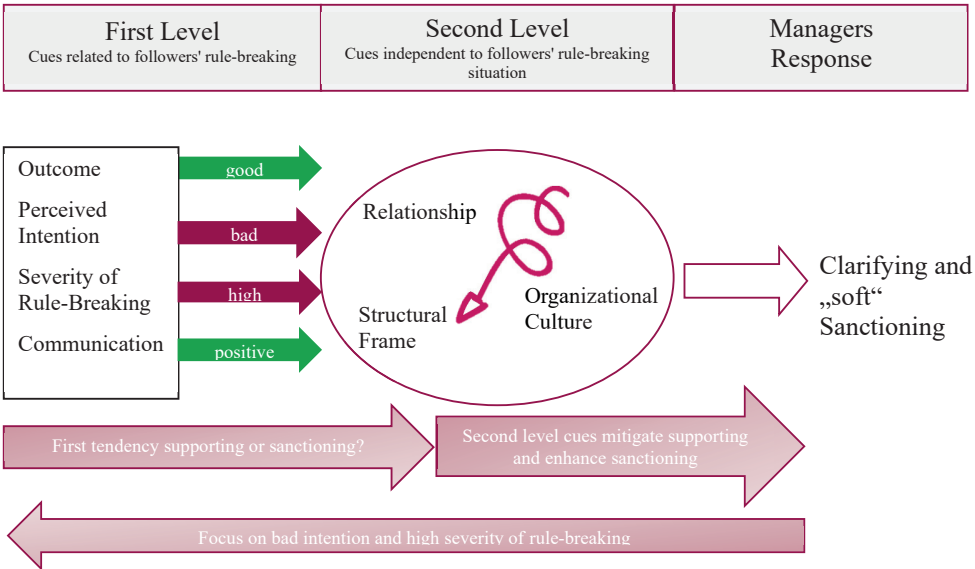 First Level
Cues related to followers' rule-breaking
Second Level
Cues independent to followers' rule-breaking
situation
Managers
Response
Outcome
Perceived
Intention
Severity of
Rule-Breaking
Communication
good
bad
high
positive
Relationship
Structural
Frame
Organizational
Culture
Clarifying and
„soft“
Sanctioning
First tendency supporting or sanctioning?
Second level cues mitigate supporting
and enhance sanctioning
Focus on bad intention and high severity of rule-breaking